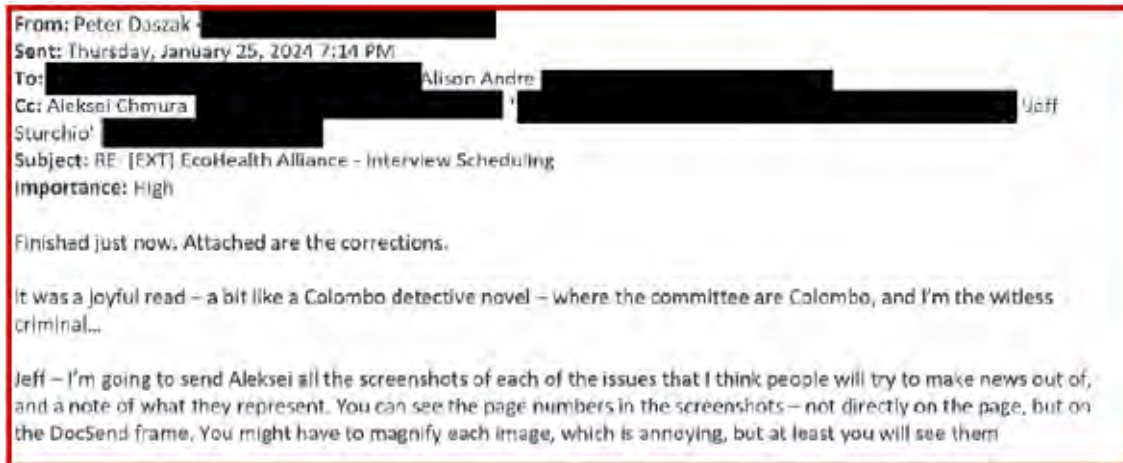 From: Peter Daszak
Sent: Thursday, January 25, 2024 7:14 PM
To: Alison Andre
Cc: Aleksei Chmura ' 'Jeff
Sturchio'
Subject: RE: [EXT] EcoHealth Alliance - Interview Scheduling
Importance: High
Finished just now. Attached are the corrections.
It was a joyful read – a bit like a Colombo detective novel – where the committee are Colombo, and I'm the witless
criminal…
Jeff – I'm going to send Aleksei all the screenshots of each of the issues that I think people will try to make news out of,
and a note of what they represent. You can see the page numbers in the screenshots – not directly on the page, but on
the DocSend frame. You might have to magnify each image, which is annoying, but at least you will see them